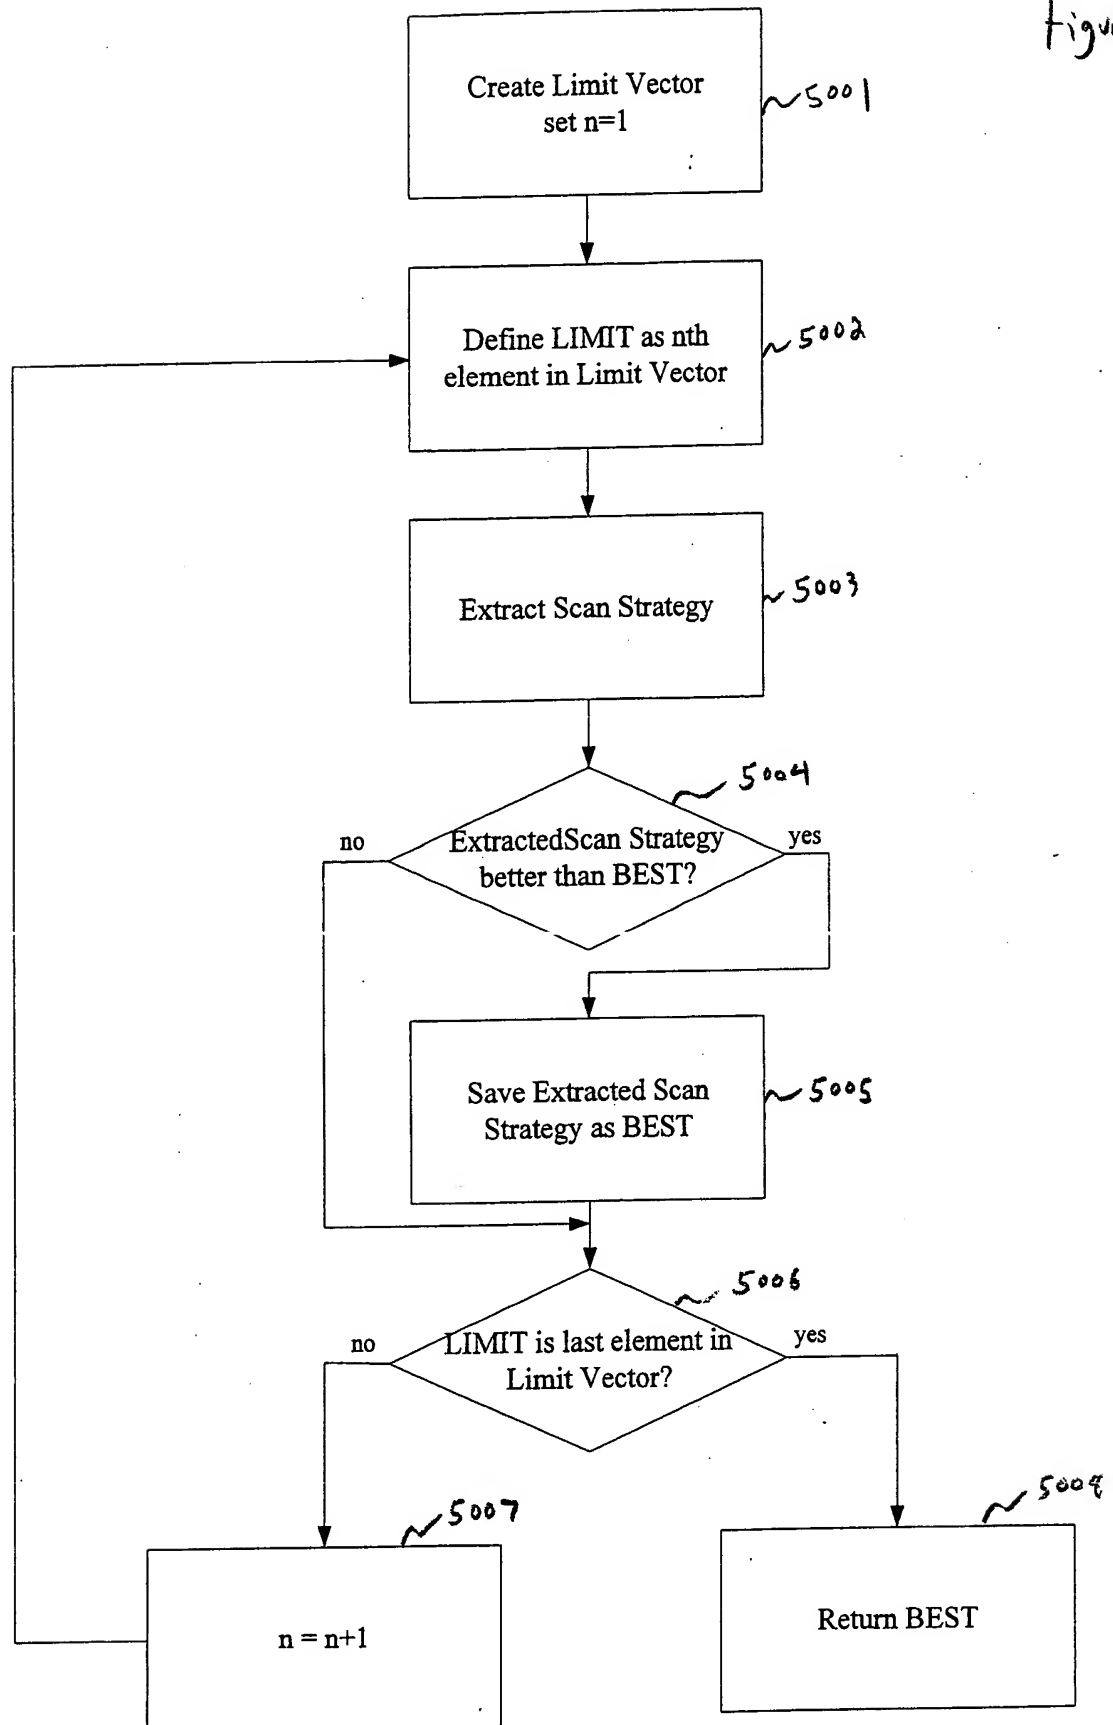 Create Limit Vector
set n=1
5001
Define LIMIT as nth
element in Limit Vector
5002
Extract Scan Strategy
5003
5004
no
ExtractedScan Strategy
better than BEST?
yes
Save Extracted Scan
Strategy as BEST
5005
5006
no
LIMIT is last element in
Limit Vector?
yes
5007
n = n+1
5008
Return BEST